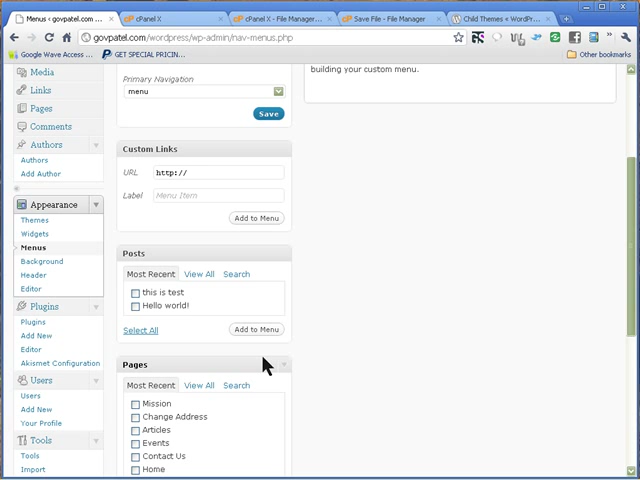 Menus < govpatel.com ...
cPanel X
cPanel X - File Manager...
Save File - File Manager
Child Themes « WordPr...
govpatel.com/wordpress/wp-admin/nav-menus.php
Google Wave Access ...
GET SPECIAL PRICIN...
Other bookmarks
Media
Links
Pages
Comments
Authors
Authors
Add Author
Appearance
Themes
Widgets
Menus
Background
Header
Editor
Plugins
Plugins
Add New
Editor
Akismet Configuration
Users
Users
Add New
Your Profile
Tools
Tools
Import
Primary Navigation
menu
Save
Custom Links
URL http://
Label Menu Item
Add to Menu
Posts
Most Recent View All Search
this is test
Hello world!
Select All Add to Menu
Pages
Most Recent View All Search
Mission
Change Address
Articles
Events
Contact Us
Home
building your custom menu.